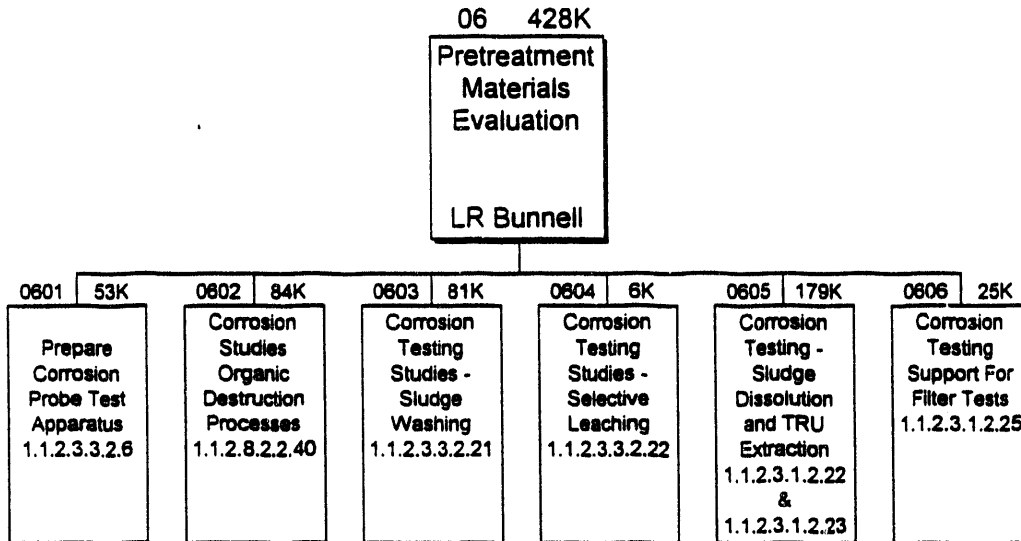 06 428K
Pretreatment
Materials
Evaluation
LR Bunnell
0601 53K
Prepare
Corrosion
Probe Test
Apparatus
1.1.2.3.3.2.6
0602 84K
Corrosion
Studies
Organic
Destruction
Processes
1.1.2.8.2.2.40
0603 81K
Corrosion
Testing
Studies -
Sludge
Washing
1.1.2.3.3.2.21
0604 6K
Corrosion
Testing
Studies -
Selective
Leaching
1.1.2.3.3.2.22
0605 179K
Corrosion
Testing -
Sludge
Dissolution
and TRU
Extraction
1.1.2.3.1.2.22
&
1.1.2.3.1.2.23
0606 25K
Corrosion
Testing
Support For
Filter Tests
1.1.2.3.1.2.25